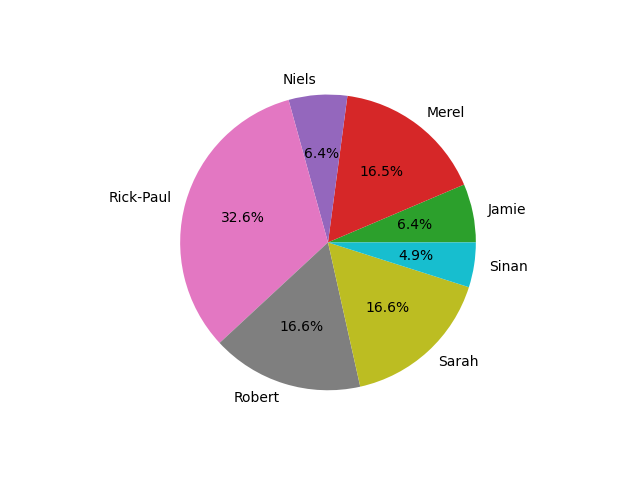 Niels
Merel
6.4%
16.5%
Rick-Paul
Jamie
32.6%
6.4%
4.9%
Sinan
16.6%
16.6%
Sarah
Robert